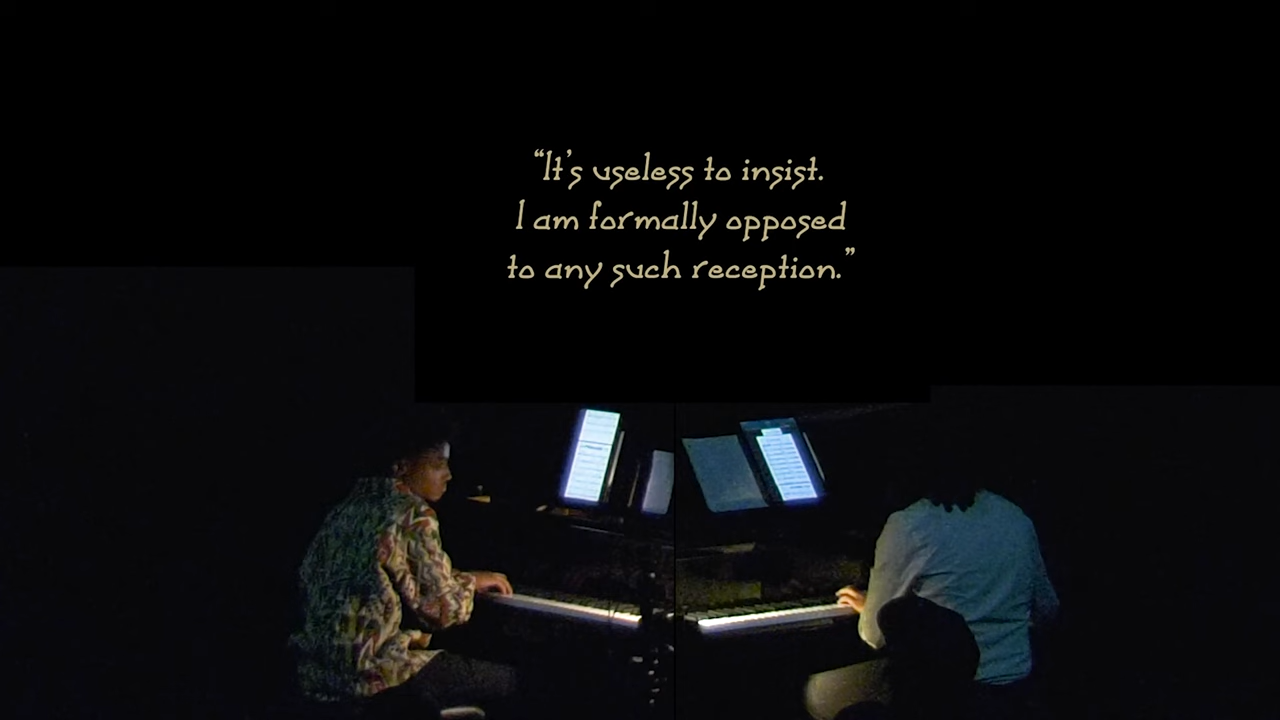 “It’s useless to insist.
I am formally opposed
to any such reception.”